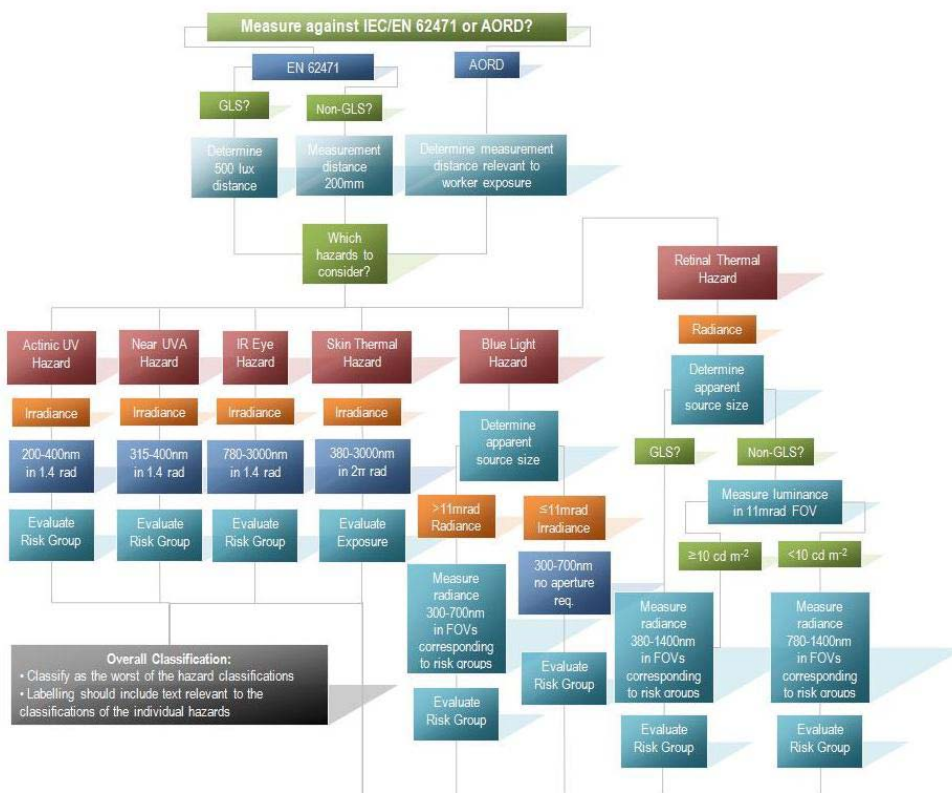 Measure against IEC/EN 62471 or AORD?
EN 62471
AORD
GLS?
Non-GLS?
Determine
500 lux
distance
Measurement
distance
200mm
Determine measurement
distance relevant to
worker exposure
Which
hazards to
consider?
Retinal Thermal
Hazard
Radiance
Determine
apparent
source size
GLS?
Non-GLS?
Measure luminance
in 11mrad FOV
≥10 cd m-2
<10 cd m-2
Measure
radiance
380-1400nm
in FOVs
corresponding
to risk groups
Measure
radiance
780-1400nm
in FOVs
corresponding
to risk groups
Evaluate
Risk Group
Evaluate
Risk Group
Actinic UV
Hazard
Near UVA
Hazard
IR Eye
Hazard
Skin Thermal
Hazard
Blue Light
Hazard
Irradiance
Irradiance
Irradiance
Irradiance
200-400nm
in 1.4 rad
315-400nm
in 1.4 rad
780-3000nm
in 1.4 rad
380-3000nm
in 2π rad
Evaluate
Risk Group
Evaluate
Risk Group
Evaluate
Risk Group
Evaluate
Exposure
Determine
apparent
source size
>11mrad
Radiance
≤11mrad
Irradiance
Measure
radiance
300-700nm
in FOVs
corresponding
to risk groups
300-700nm
no aperture
req.
Evaluate
Risk Group
Evaluate
Risk Group
Overall Classification:
• Classify as the worst of the hazard classifications
• Labelling should include text relevant to the
classifications of the individual hazards